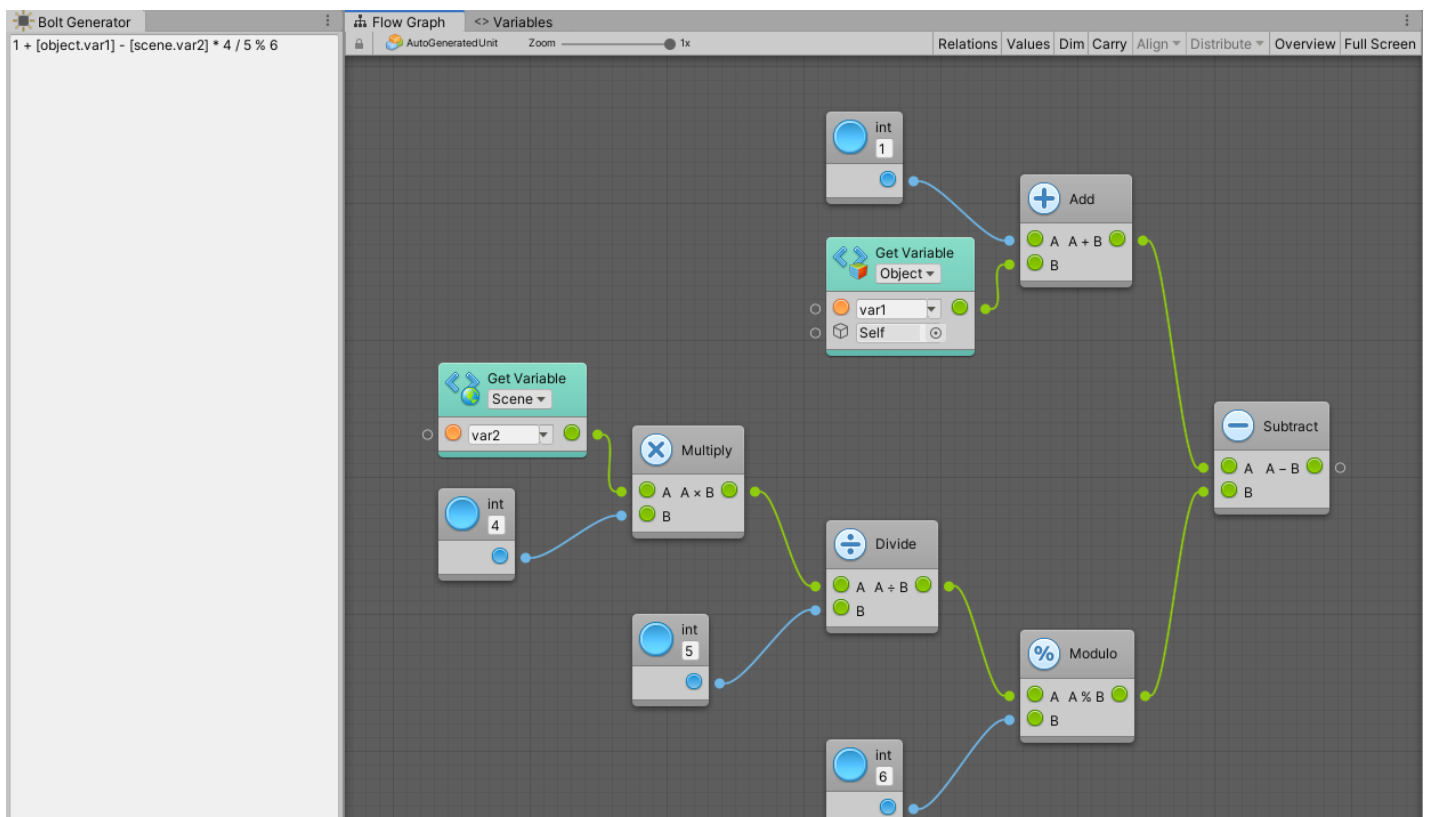 Bolt Generator
1 + [object.var1] - [scene.var2] * 4 / 5 % 6
Flow Graph <> Variables
AutoGeneratedUnit Zoom 1x Relations Values Dim Carry Align Distribute Overview Full Screen
int
1
Add
A A + B
B
Get Variable
Object
var1
Self
Get Variable
Scene
var2
Multiply
A A × B
B
int
4
Subtract
A A − B
B
Divide
A A ÷ B
B
int
5
% Modulo
A A % B
B
int
6